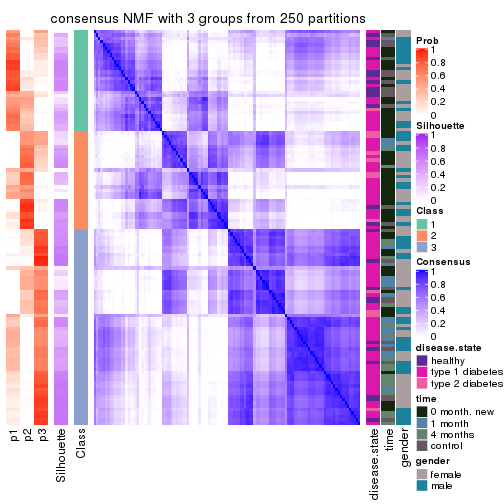 consensus NMF with 3 groups from 250 partitions
Prob
1
0.8
0.6
0.4
0.2
0
Silhouette
1
0.8
0.6
0.4
0.2
0
Class
1
2
3
Consensus
1
0.8
0.6
0.4
0.2
0
disease.state
healthy
type 1 diabetes
type 2 diabetes
time
0 month, new
1 month
4 months
control
gender
female
male
p1
p2
p3
Silhouette
Class
disease.state
time
gender